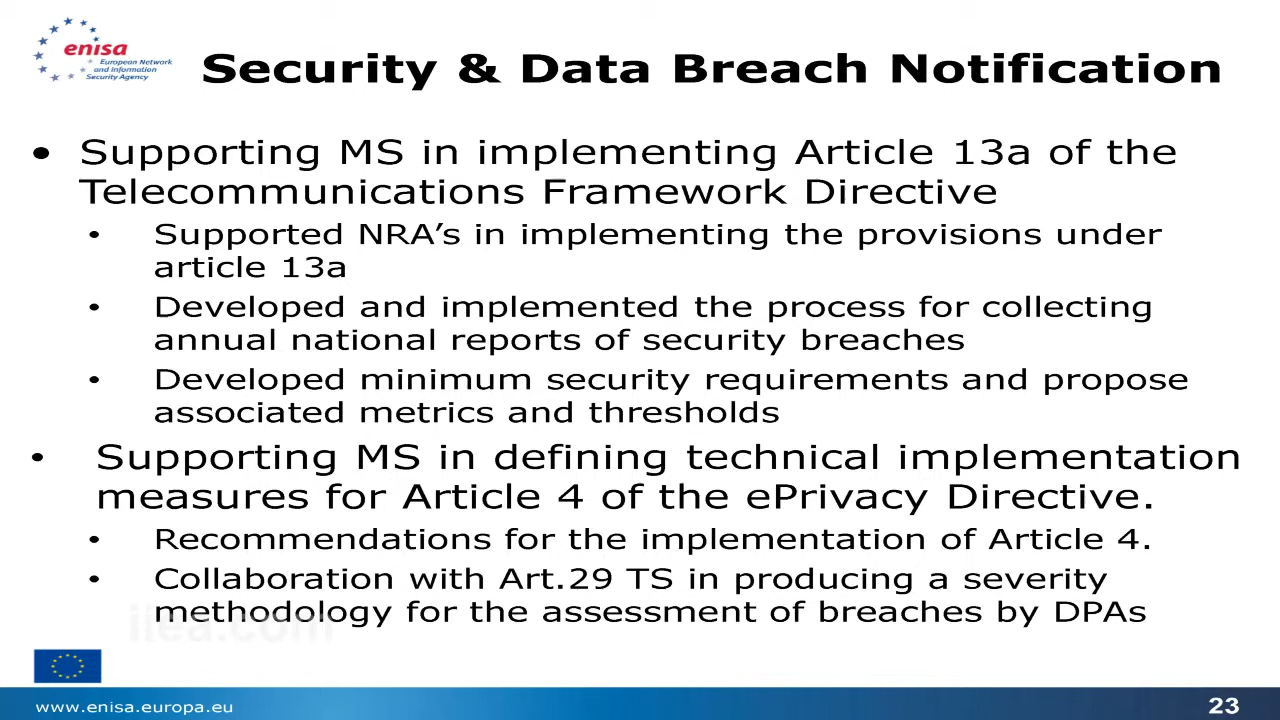 enisa
European Network
and Information
Security Agency
Security & Data Breach Notification
• Supporting MS in implementing Article 13a of the
Telecommunications Framework Directive
• Supported NRA’s in implementing the provisions under
article 13a
• Developed and implemented the process for collecting
annual national reports of security breaches
• Developed minimum security requirements and propose
associated metrics and thresholds
• Supporting MS in defining technical implementation
measures for Article 4 of the ePrivacy Directive.
• Recommendations for the implementation of Article 4.
• Collaboration with Art.29 TS in producing a severity
methodology for the assessment of breaches by DPAs
iiea.com
www.enisa.europa.eu
23